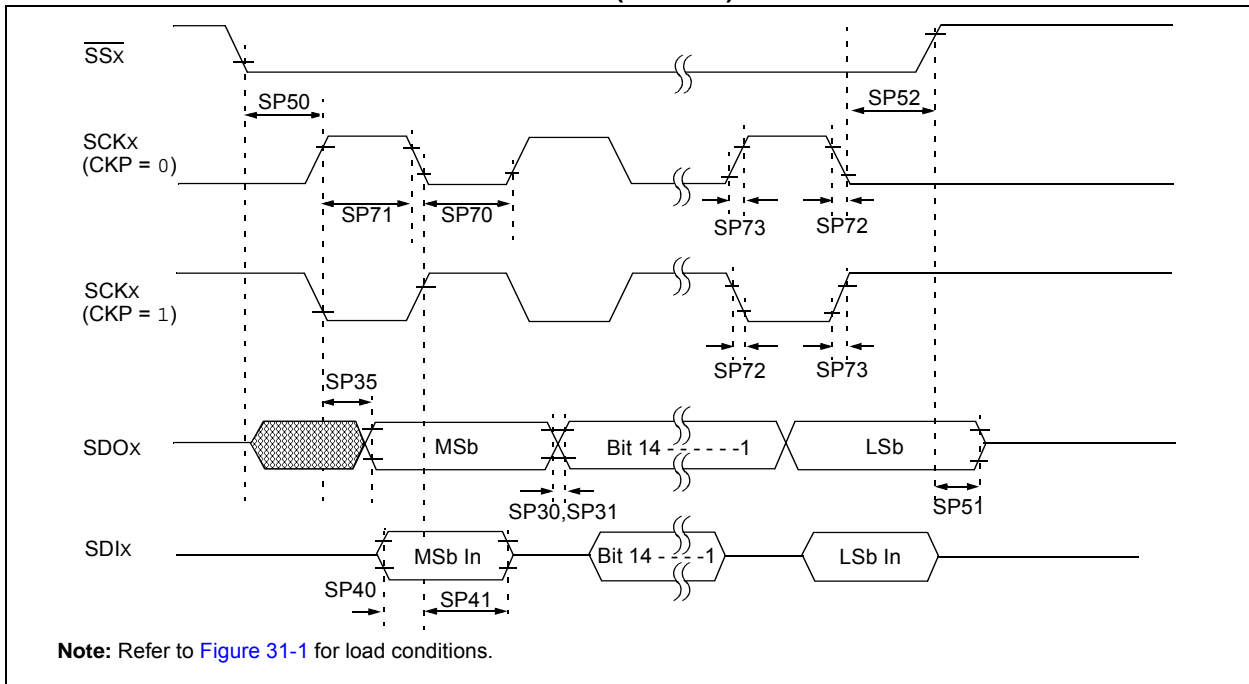 SSx
SP50
SP52
SCKx
(CKP = 0)
SP71
SP70
SP73
SP72
SCKx
(CKP = 1)
SP72
SP73
SP35
SDOx
MSb
Bit 14 - - - - - -1
LSb
SP30,SP31
SP51
SDIx
MSb In
Bit 14 - - - -1
LSb In
SP40
SP41
Note: Refer to Figure 31-1 for load conditions.